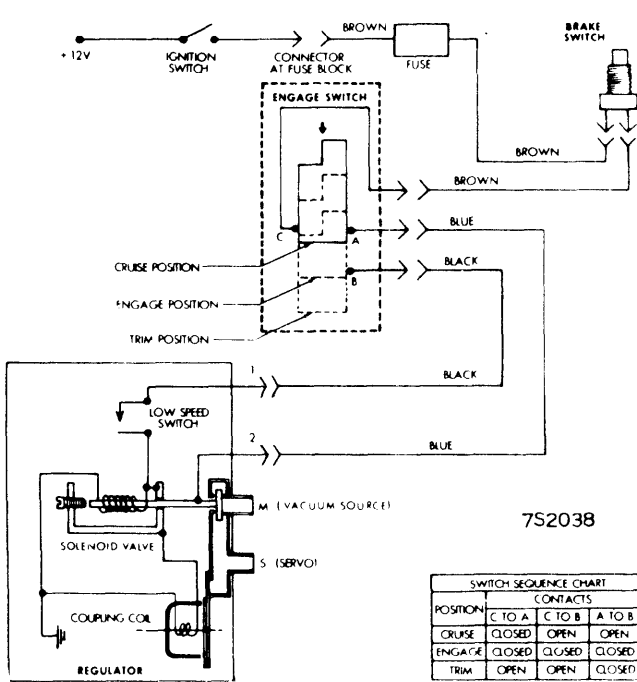 BROWN
BRAKE
SWITCH
+ 12V
IGNITION
SWITCH
CONNECTOR
AT FUSE BLOCK
FUSE
ENGAGE SWITCH
BROWN
BROWN
C
A
BLUE
BLACK
B
CRUISE POSITION
ENGAGE POSITION
TRIM POSITION
1
BLACK
LOW SPEED
SWITCH
2
BLUE
M (VACUUM SOURCE)
7S2038
SOLENOID VALVE
S (SERVO)
COUPLING COIL
REGULATOR
SWITCH SEQUENCE CHART
POSITION CONTACTS
C TO A C TO B A TO B
CRUISE CLOSED OPEN OPEN
ENGAGE CLOSED CLOSED CLOSED
TRIM OPEN OPEN CLOSED